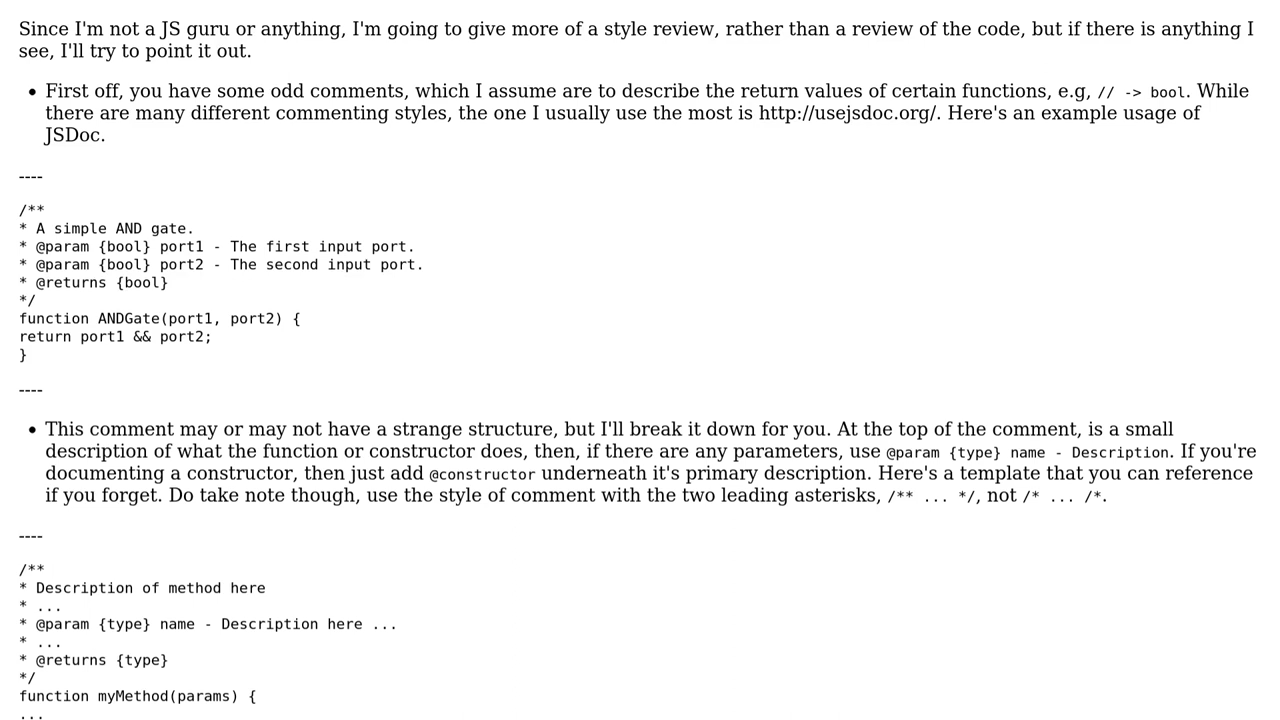 Since I'm not a JS guru or anything, I'm going to give more of a style review, rather than a review of the code, but if there is anything I
see, I'll try to point it out.
• First off, you have some odd comments, which I assume are to describe the return values of certain functions, e.g, // -> bool. While
there are many different commenting styles, the one I usually use the most is http://usejsdoc.org/. Here's an example usage of
JSDoc.
----
/**
* A simple AND gate.
* @param {bool} port1 - The first input port.
* @param {bool} port2 - The second input port.
* @returns {bool}
*/
function ANDGate(port1, port2) {
return port1 && port2;
}
----
• This comment may or may not have a strange structure, but I'll break it down for you. At the top of the comment, is a small
description of what the function or constructor does, then, if there are any parameters, use @param {type} name - Description. If you're
documenting a constructor, then just add @constructor underneath it's primary description. Here's a template that you can reference
if you forget. Do take note though, use the style of comment with the two leading asterisks, /** ... */, not /* ... /*.
----
/**
* Description of method here
* ...
* @param {type} name - Description here ...
* ...
* @returns {type}
*/
function myMethod(params) {
...